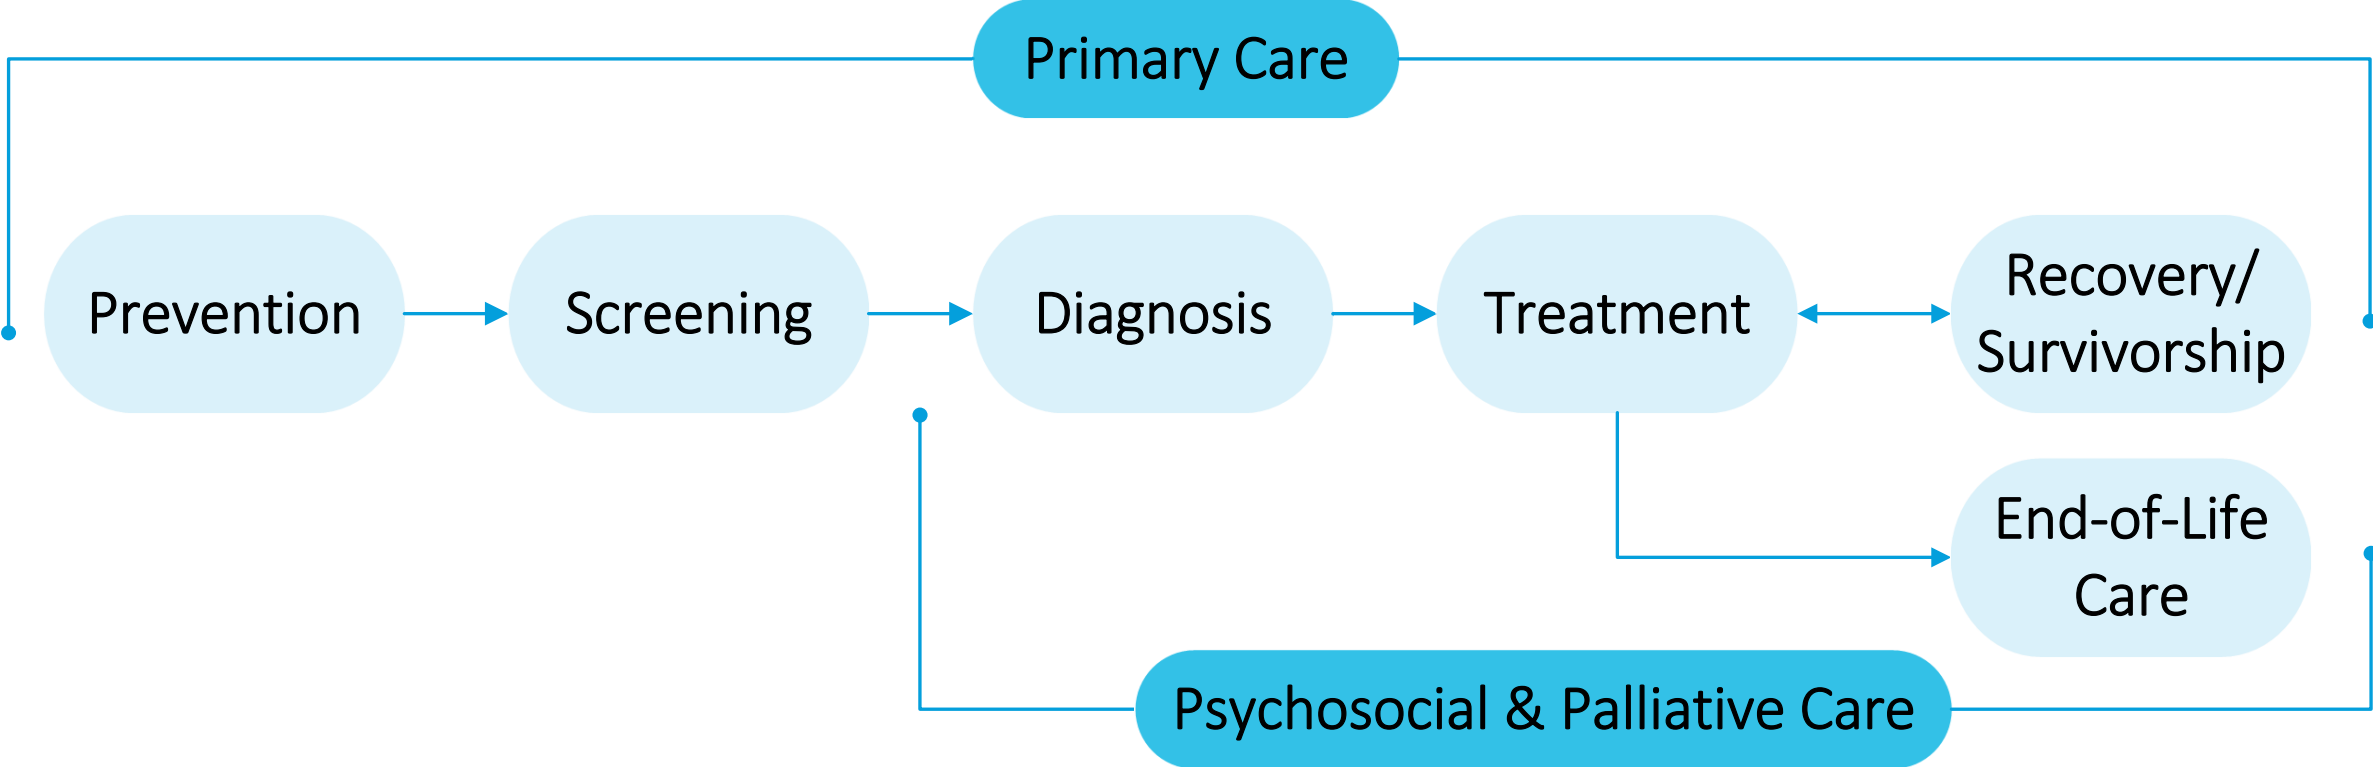 Primary Care
Prevention
Screening
Diagnosis
Treatment
Recovery/
Survivorship
End-of-Life
Care
Psychosocial & Palliative Care